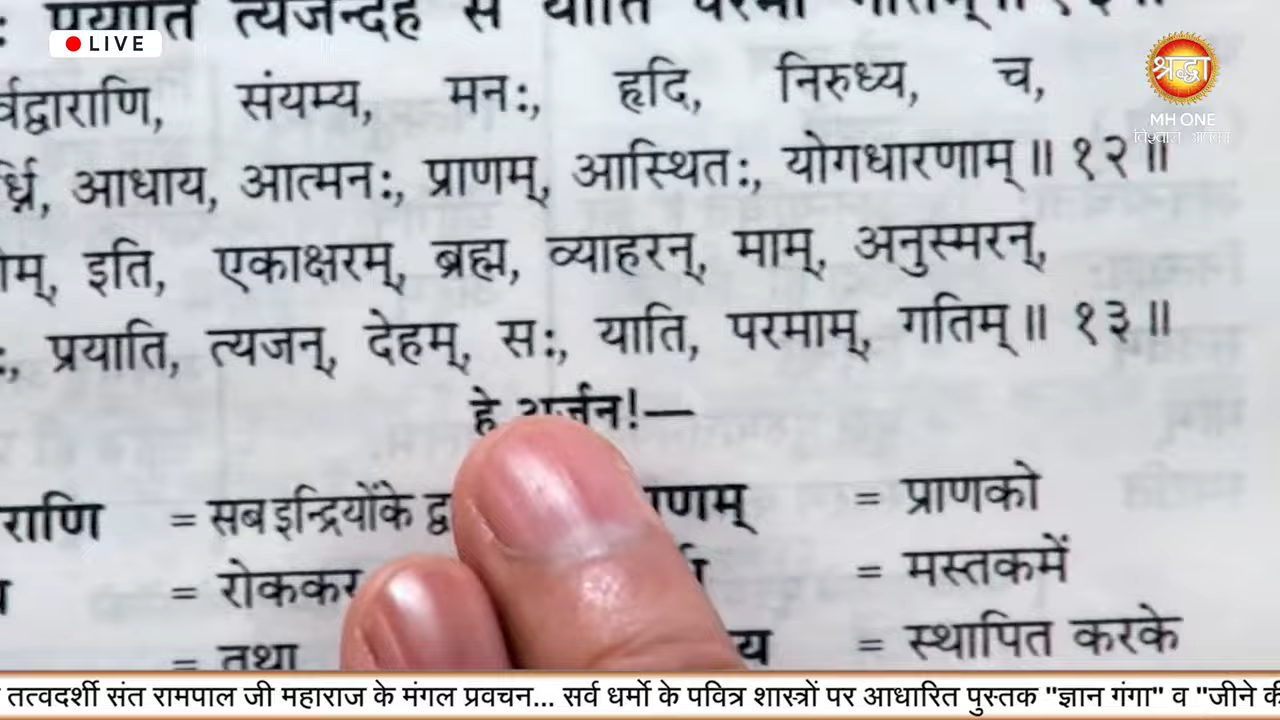 LIVE
श्रद्धा
MH ONE
त्यजन्देहं स याति परमां गतिम्॥
संयम्य, मनः, हृदि, निरुध्य, च,
आधाय, आत्मनः, प्राणम्, आस्थितः, योगधारणाम्॥ १२॥
इति, एकाक्षरम्, ब्रह्म, व्याहरन्, माम्, अनुस्मरन्,
प्रयाति, त्यजन्, देहम्, सः, याति, परमाम्, गतिम्॥ १३॥
हे अर्जुन!—
राणि = सब इन्द्रियोंके = प्राणको
= रोककर = मस्तकमें
= तथा = स्थापित करके
तत्वदर्शी संत रामपाल जी महाराज के मंगल प्रवचन... सर्व धर्मो के पवित्र शास्त्रों पर आधारित पुस्तक "ज्ञान गंगा" व "जीने